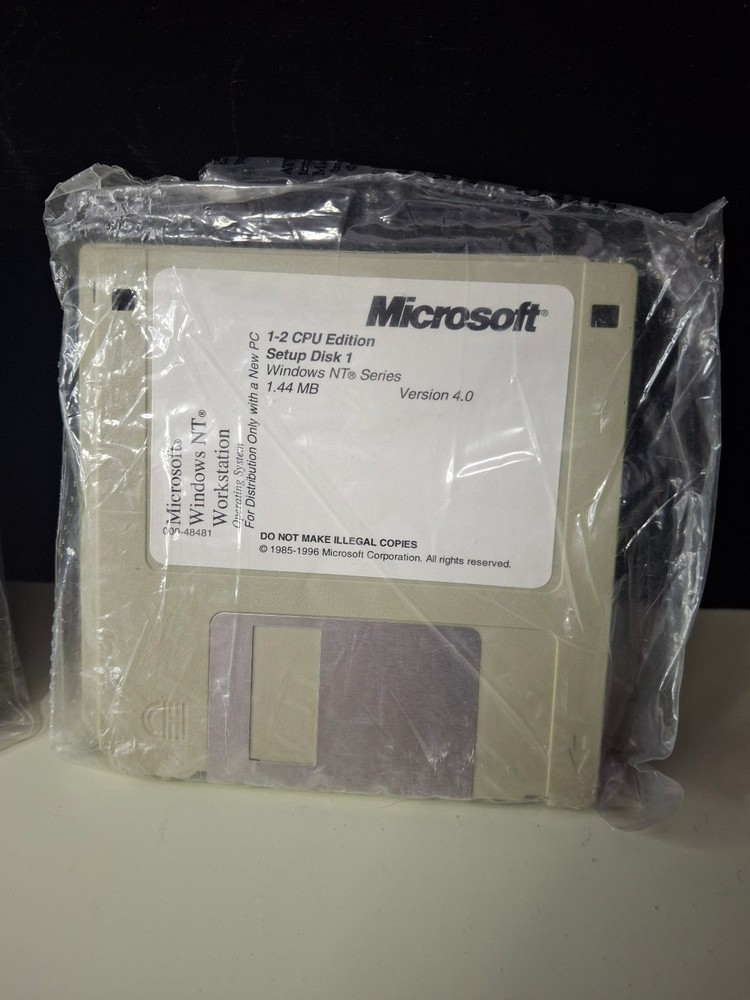 Microsoft®
1-2 CPU Edition
Setup Disk 1
Windows NT® Series
1.44 MB
Version 4.0
Microsoft®
Windows NT®
Workstation
Operating System
For Distribution Only with a New PC
000-48481
DO NOT MAKE ILLEGAL COPIES
© 1985-1996 Microsoft Corporation. All rights reserved.